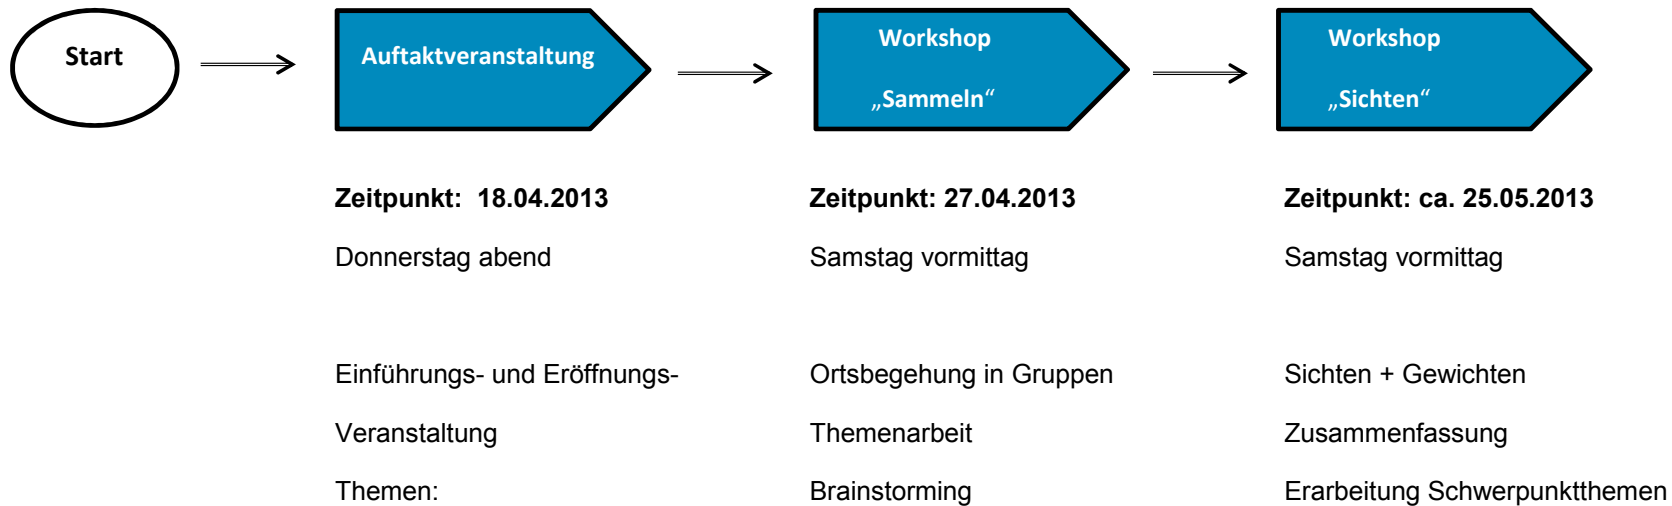 Start
Auftaktveranstaltung
Workshop
„Sammeln“
Workshop
„Sichten“
Zeitpunkt: 18.04.2013
Donnerstag abend
Einführungs- und Eröffnungs-
Veranstaltung
Themen:
Zeitpunkt: 27.04.2013
Samstag vormittag
Ortsbegehung in Gruppen
Themenarbeit
Brainstorming
Zeitpunkt: ca. 25.05.2013
Samstag vormittag
Sichten + Gewichten
Zusammenfassung
Erarbeitung Schwerpunktthemen